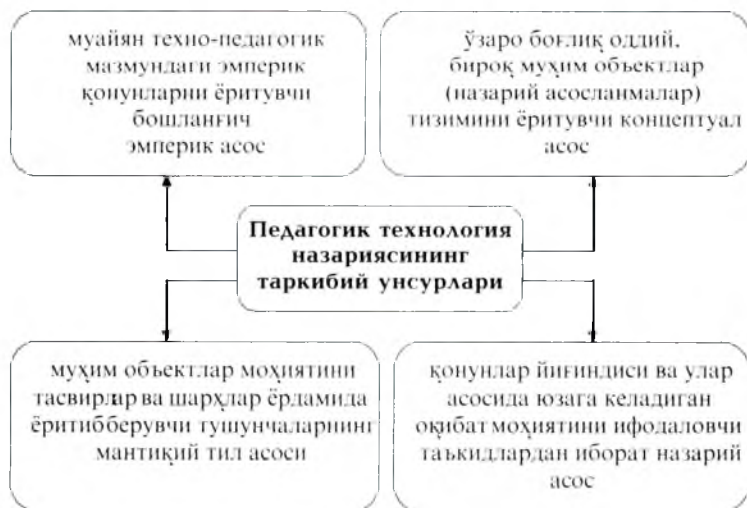 муайян техно-педагогик
мазмундаги эмперик
қонунларни ёритувчи
бошланғич
эмперик асос
ўзаро боғлиқ оддий,
бироқ муҳим объектлар
(назарий асосланмалар)
тизимини ёритувчи концептуал
асос
Педагогик технология
назариясининг
таркибий унсурлари
муҳим объектлар моҳиятини
тасвирлар ва шарҳлар ёрдамида
ёритибберувчи тушунчаларнинг
мантиқий тил асоси
қонунлар йиғиндиси ва улар
асосида юзага келадиган
оқибат моҳиятини ифодаловчи
таъкидлардан иборат назарий
асос